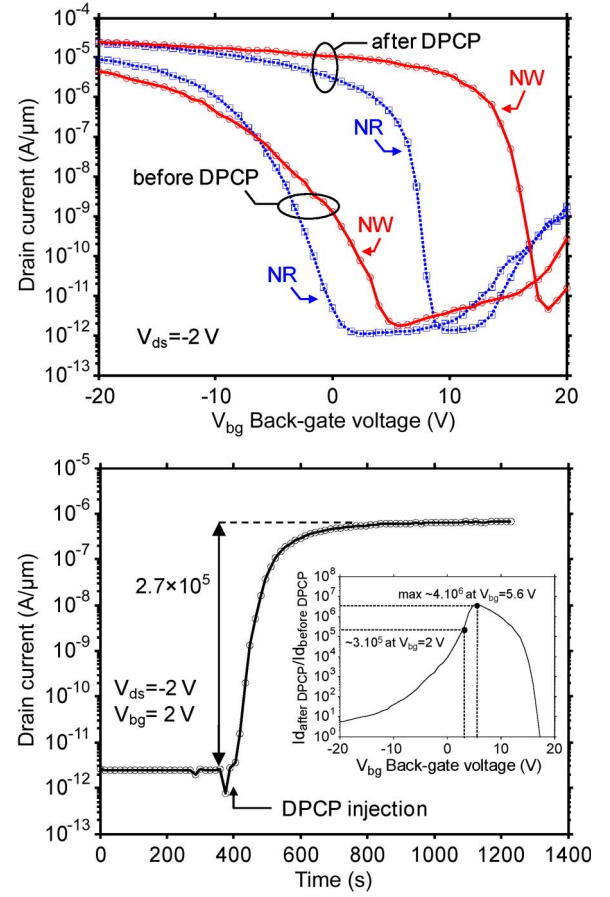 10⁻⁴
10⁻⁵
10⁻⁶
10⁻⁷
10⁻⁸
10⁻⁹
10⁻¹⁰
10⁻¹¹
10⁻¹²
10⁻¹³
Drain current (A/µm)
after DPCP
NW
NR
before DPCP
NW
NR
V_ds=-2 V
-20 -10 0 10 20
V_bg Back-gate voltage (V)
10⁻⁵
10⁻⁶
10⁻⁷
10⁻⁸
10⁻⁹
10⁻¹⁰
10⁻¹¹
10⁻¹²
10⁻¹³
Drain current (A/µm)
2.7×10⁵
V_ds=-2 V
V_bg= 2 V
DPCP injection
0 200 400 600 800 1000 1200 1400
Time (s)
10⁸
10⁷
10⁶
10⁵
10⁴
10³
10²
10¹
10⁰
Id_after DPCP/Id_before DPCP
max ~4.10⁶ at V_bg=5.6 V
~3.10⁵ at V_bg=2 V
-20 -10 0 10 20
V_bg Back-gate voltage (V)